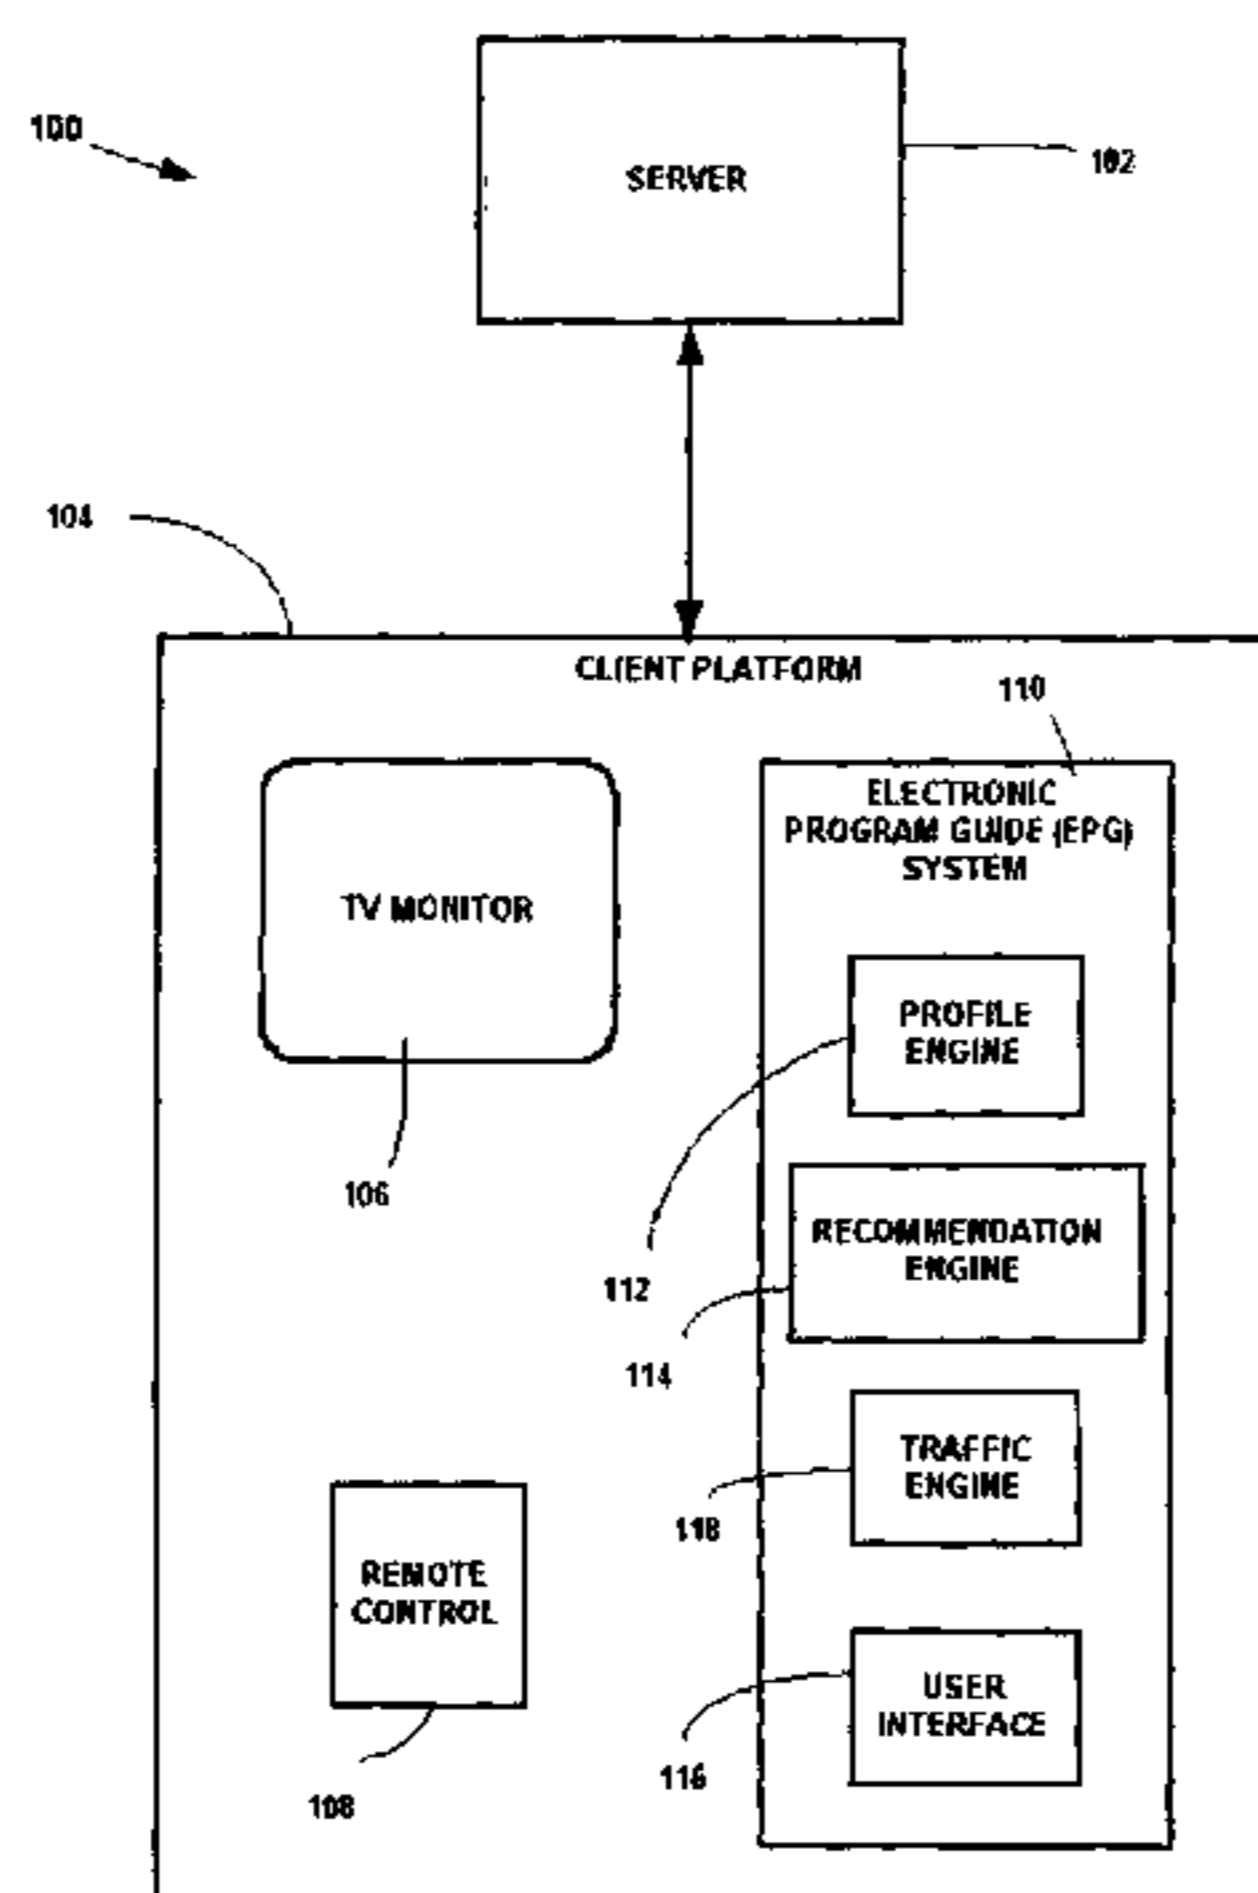 100
SERVER
102
104
CLIENT PLATFORM
110
ELECTRONIC
PROGRAM GUIDE (EPG)
SYSTEM
TV MONITOR
PROFILE
ENGINE
106
RECOMMENDATION
ENGINE
112
114
TRAFFIC
ENGINE
118
REMOTE
CONTROL
USER
INTERFACE
116
108